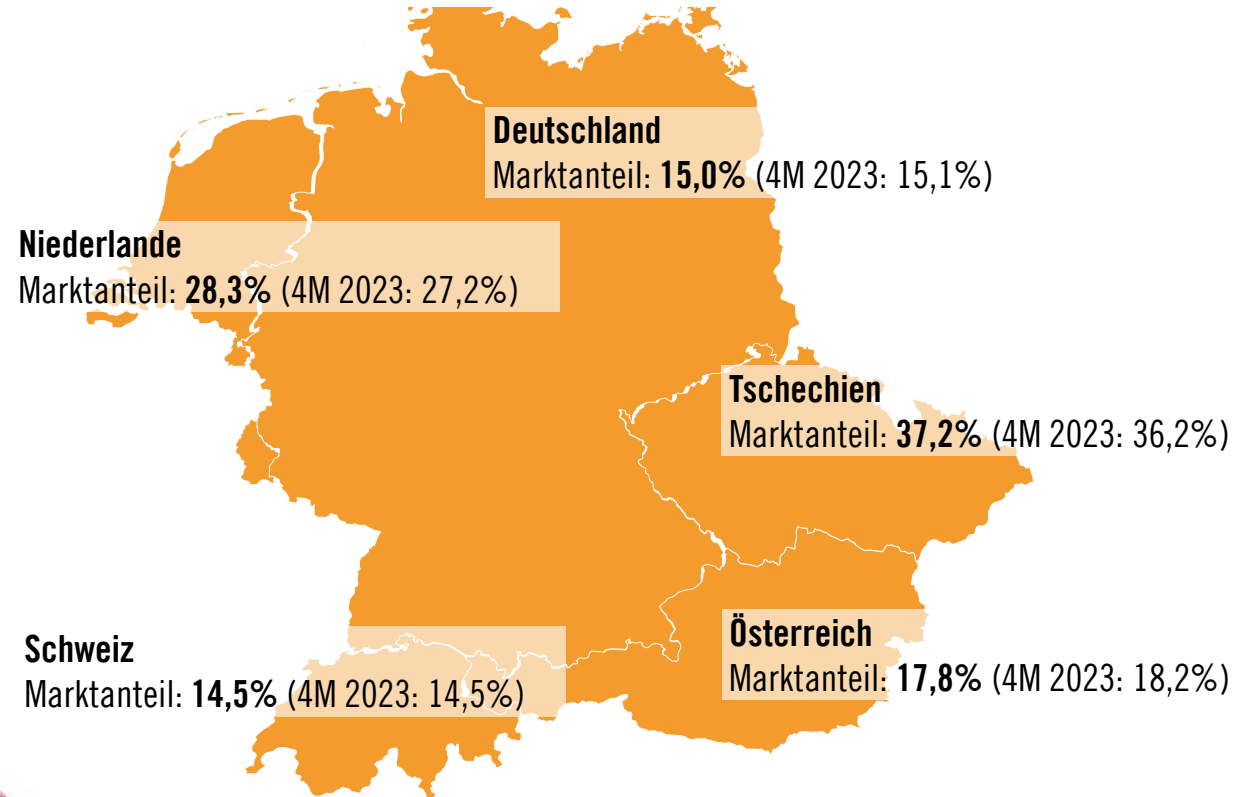 Deutschland
Marktanteil: 15,0% (4M 2023: 15,1%)
Niederlande
Marktanteil: 28,3% (4M 2023: 27,2%)
Tschechien
Marktanteil: 37,2% (4M 2023: 36,2%)
Österreich
Marktanteil: 17,8% (4M 2023: 18,2%)
Schweiz
Marktanteil: 14,5% (4M 2023: 14,5%)